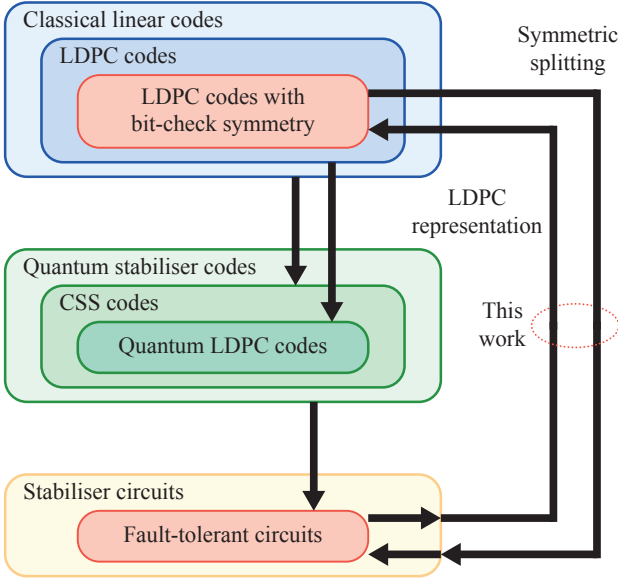 Classical linear codes
LDPC codes
LDPC codes with
bit-check symmetry
Symmetric
splitting
LDPC
representation
Quantum stabiliser codes
CSS codes
Quantum LDPC codes
This
work
Stabiliser circuits
Fault-tolerant circuits